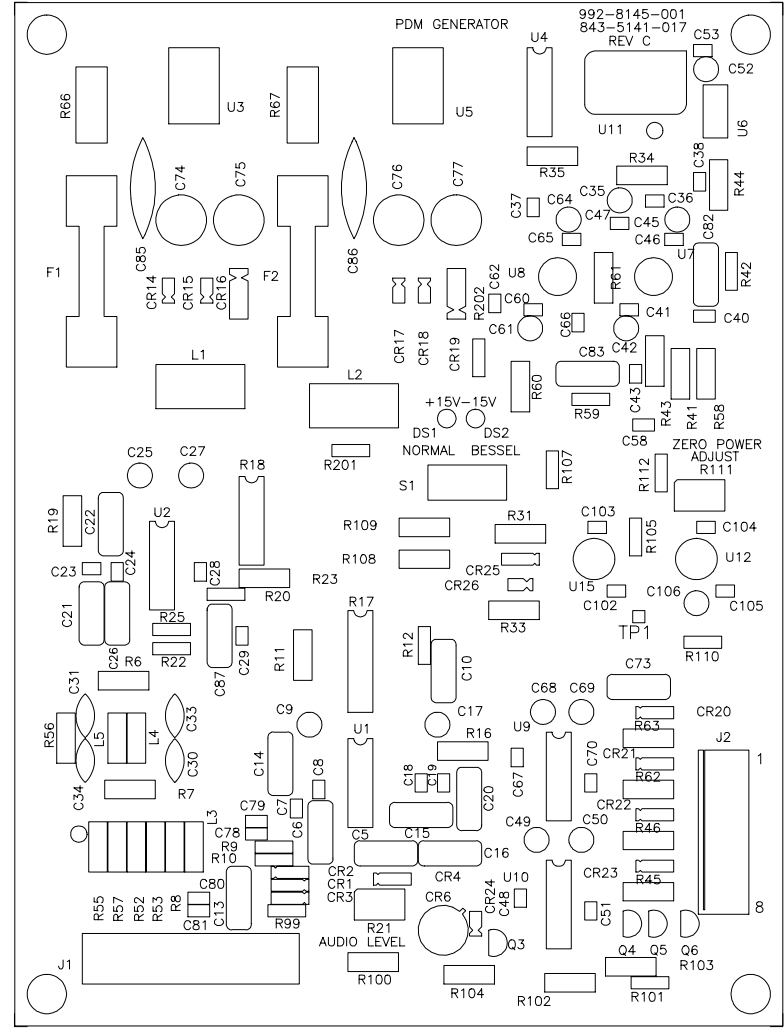 992-8145-001
PDM GENERATOR
843-5141-017
REV C
U4
C53
C52
R66
U3
R67
U5
U11
U6
R35
R34
C38
R44
C74
C75
C76
C77
C37
C64
C35
C47
C36
C45
C82
C65
C46
C85
C86
F1
F2
U8
R61
U7
R42
CR14
CR15
CR16
C62
R202
C60
C61
C66
C41
C40
C42
CR17
CR18
CR19
L1
L2
R60
C83
R59
C43
R43
R41
R58
+15V
-15V
DS1
DS2
C58
NORMAL
BESSEL
ZERO POWER
ADJUST
R111
R201
R107
R112
C25
C27
R18
S1
R19
C22
U2
R109
R31
C103
R105
C104
C23
C24
C28
R108
CR25
U12
R20
R23
CR26
U15
C106
C102
C105
C21
C26
R25
R17
R33
TP1
R22
C87
C29
R11
R12
C10
R110
R6
C73
C31
C33
C9
C17
C68
C69
CR20
R56
L5
L4
U1
U9
R63
J2
R16
C34
C30
C14
C8
C18
C19
C20
C67
C70
CR21
1
R62
R7
L3
C79
C7
C6
CR22
C78
C5
C15
C49
C50
R46
R9
R10
C16
CR2
CR1
CR3
CR4
U10
CR23
R45
C80
R55
R57
R52
R53
R8
C81
C13
R99
R21
CR6
CR24
C48
C51
8
AUDIO LEVEL
Q3
Q4
Q5
Q6
J1
R103
R100
R104
R102
R101